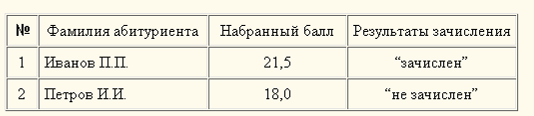 № Фамилия абитуриента Набранный балл Результаты зачисления
1 Иванов П.П. 21,5 “зачислен”
2 Петров И.И. 18,0 “не зачислен”